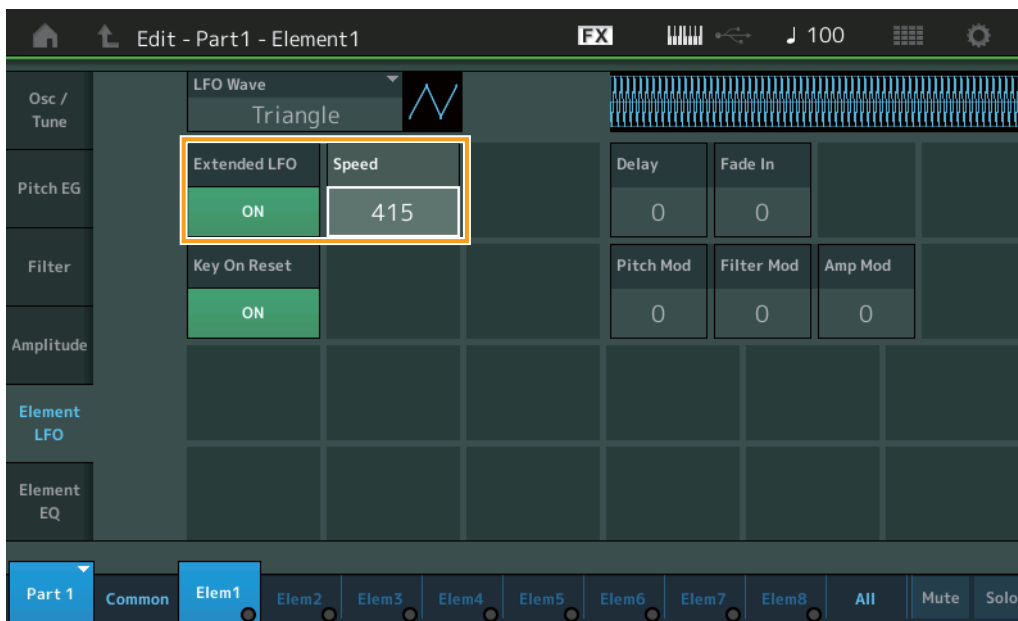 Edit - Part1 - Element1
FX
100
Osc /
Tune
LFO Wave
Triangle
Pitch EG
Extended LFO
Speed
ON
415
Delay
Fade In
0
0
Filter
Key On Reset
ON
Pitch Mod
Filter Mod
Amp Mod
0
0
0
Amplitude
Element
LFO
Element
EQ
Part 1
Common
Elem1
Elem2
Elem3
Elem4
Elem5
Elem6
Elem7
Elem8
All
Mute
Solo